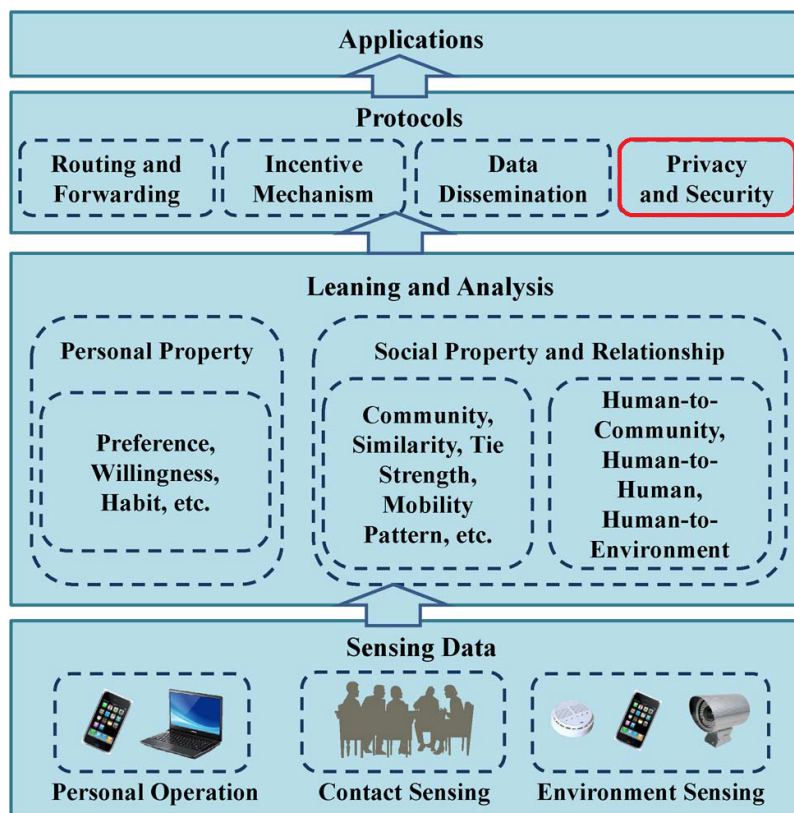 Applications
Protocols
Routing and
Forwarding
Incentive
Mechanism
Data
Dissemination
Privacy
and Security
Leaning and Analysis
Personal Property
Preference,
Willingness,
Habit, etc.
Social Property and Relationship
Community,
Similarity, Tie
Strength,
Mobility
Pattern, etc.
Human-to-
Community,
Human-to-
Human,
Human-to-
Environment
Sensing Data
Personal Operation
Contact Sensing
Environment Sensing